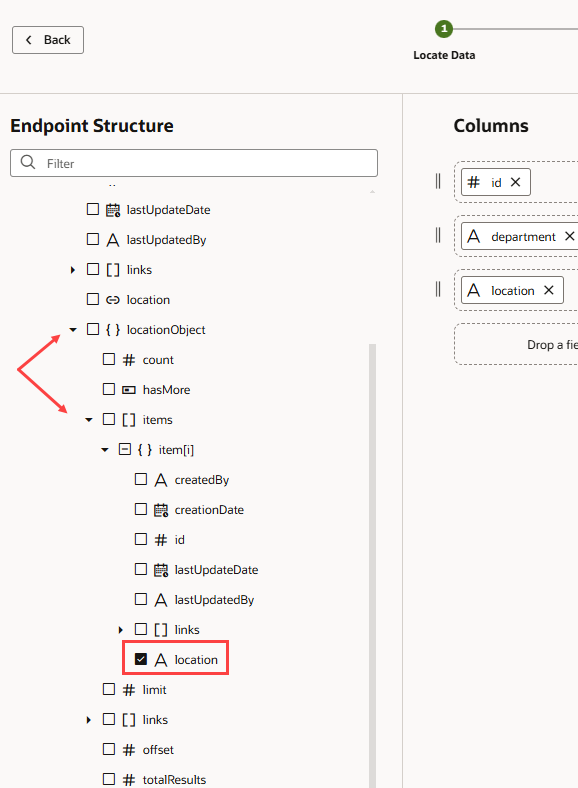 Back
1
Locate Data
Endpoint Structure
Filter
lastUpdateDate
A lastUpdatedBy
[ ] links
location
{ } locationObject
# count
hasMore
[ ] items
{ } item[i]
A createdBy
creationDate
# id
lastUpdateDate
A lastUpdatedBy
[ ] links
A location
# limit
[ ] links
# offset
# totalResults
Columns
# id
A department
A location
Drop a fie